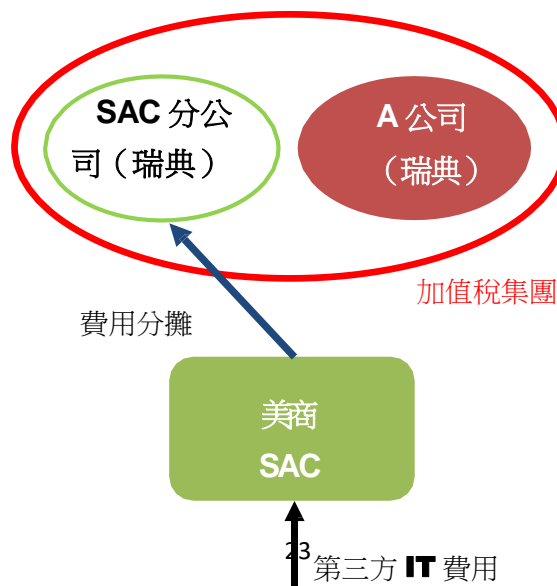 SAC 分公
司（瑞典）
A 公司
（瑞典）
加值稅集團
費用分攤
美商
SAC
23
第三方 IT 費用